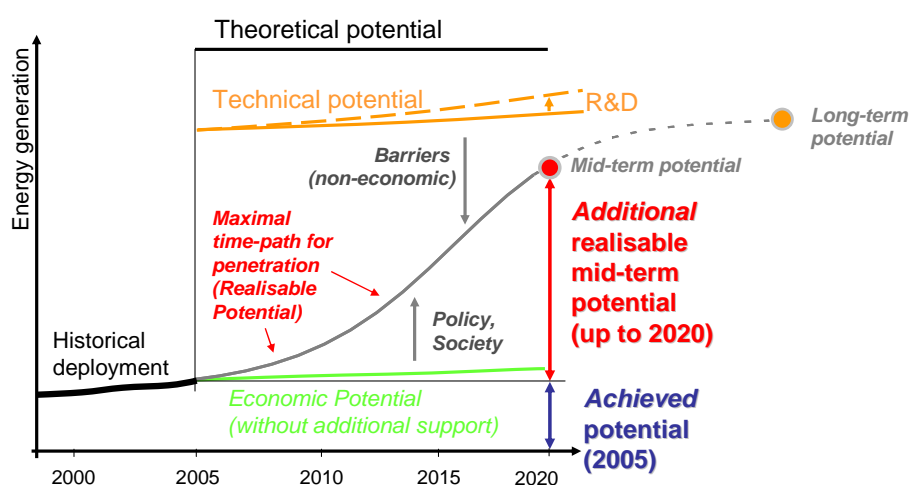 Theoretical potential
Energy generation
Technical potential
R&D
Long-term
potential
Barriers
(non-economic)
Mid-term potential
Maximal
time-path for
penetration
(Realisable
Potential)
Additional
realisable
mid-term
potential
(up to 2020)
Policy,
Society
Historical
deployment
Economic Potential
(without additional support)
Achieved
potential
(2005)
2000
2005
2010
2015
2020